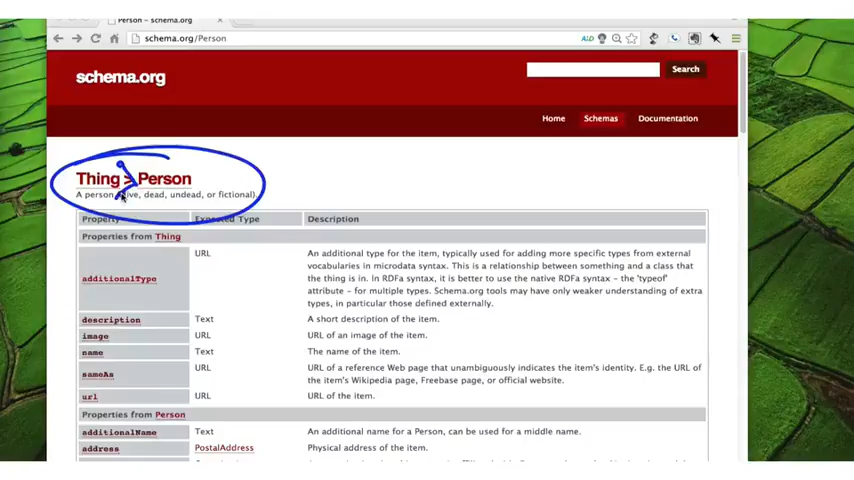 Person – schema.org
schema.org/Person
schema.org
Search
Home Schemas Documentation
Thing > Person
A person (alive, dead, undead, or fictional).
Property Expected Type Description
Properties from Thing
additionalType URL An additional type for the item, typically used for adding more specific types from external
vocabularies in microdata syntax. This is a relationship between something and a class that
the thing is in. In RDFa syntax, it is better to use the native RDFa syntax - the 'typeof'
attribute - for multiple types. Schema.org tools may have only weaker understanding of extra
types, in particular those defined externally.
description Text A short description of the item.
image URL URL of an image of the item.
name Text The name of the item.
sameAs URL URL of a reference Web page that unambiguously indicates the item's identity. E.g. the URL of
the item's Wikipedia page, Freebase page, or official website.
url URL URL of the item.
Properties from Person
additionalName Text An additional name for a Person, can be used for a middle name.
address PostalAddress Physical address of the item.